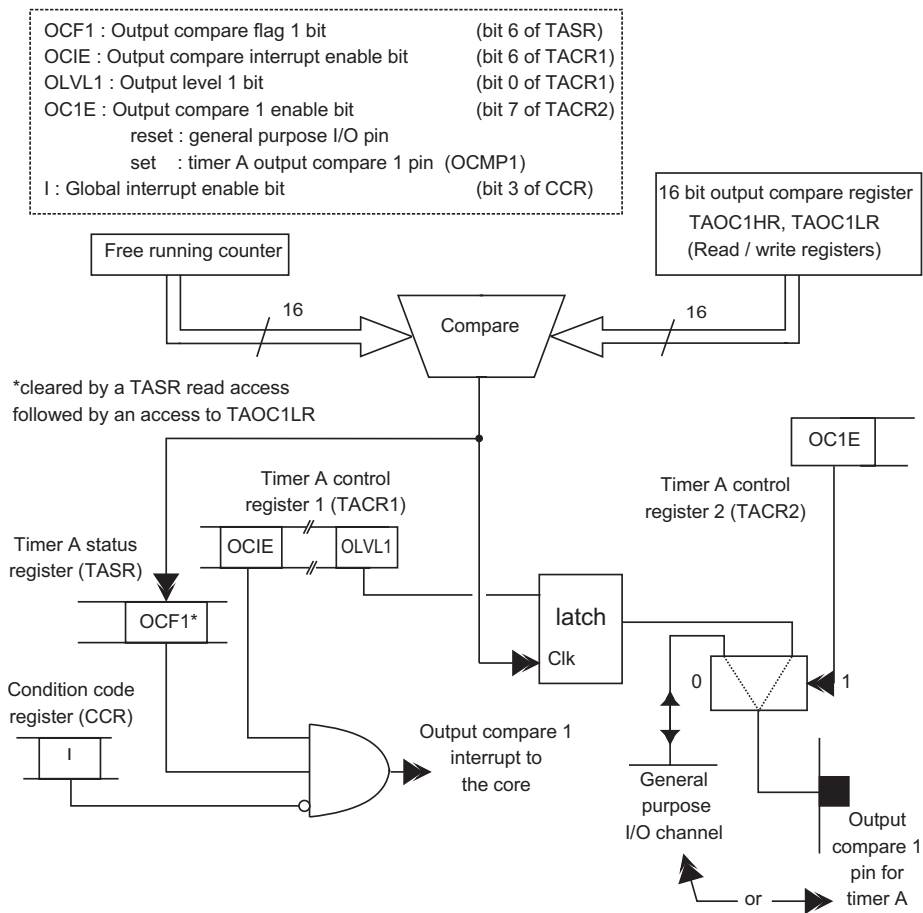 OCF1 : Output compare flag 1 bit (bit 6 of TASR)
OCIE : Output compare interrupt enable bit (bit 6 of TACR1)
OLVL1 : Output level 1 bit (bit 0 of TACR1)
OC1E : Output compare 1 enable bit (bit 7 of TACR2)
reset : general purpose I/O pin
set : timer A output compare 1 pin (OCMP1)
I : Global interrupt enable bit (bit 3 of CCR)
16 bit output compare register
TAOC1HR, TAOC1LR
(Read / write registers)
Free running counter
16
Compare
16
*cleared by a TASR read access
followed by an access to TAOC1LR
OC1E
Timer A control
register 1 (TACR1)
Timer A control
register 2 (TACR2)
OCIE
OLVL1
Timer A status
register (TASR)
OCF1*
latch
Clk
0
1
Condition code
register (CCR)
I
Output compare 1
interrupt to
the core
General
purpose
I/O channel
Output
compare 1
pin for
timer A
or